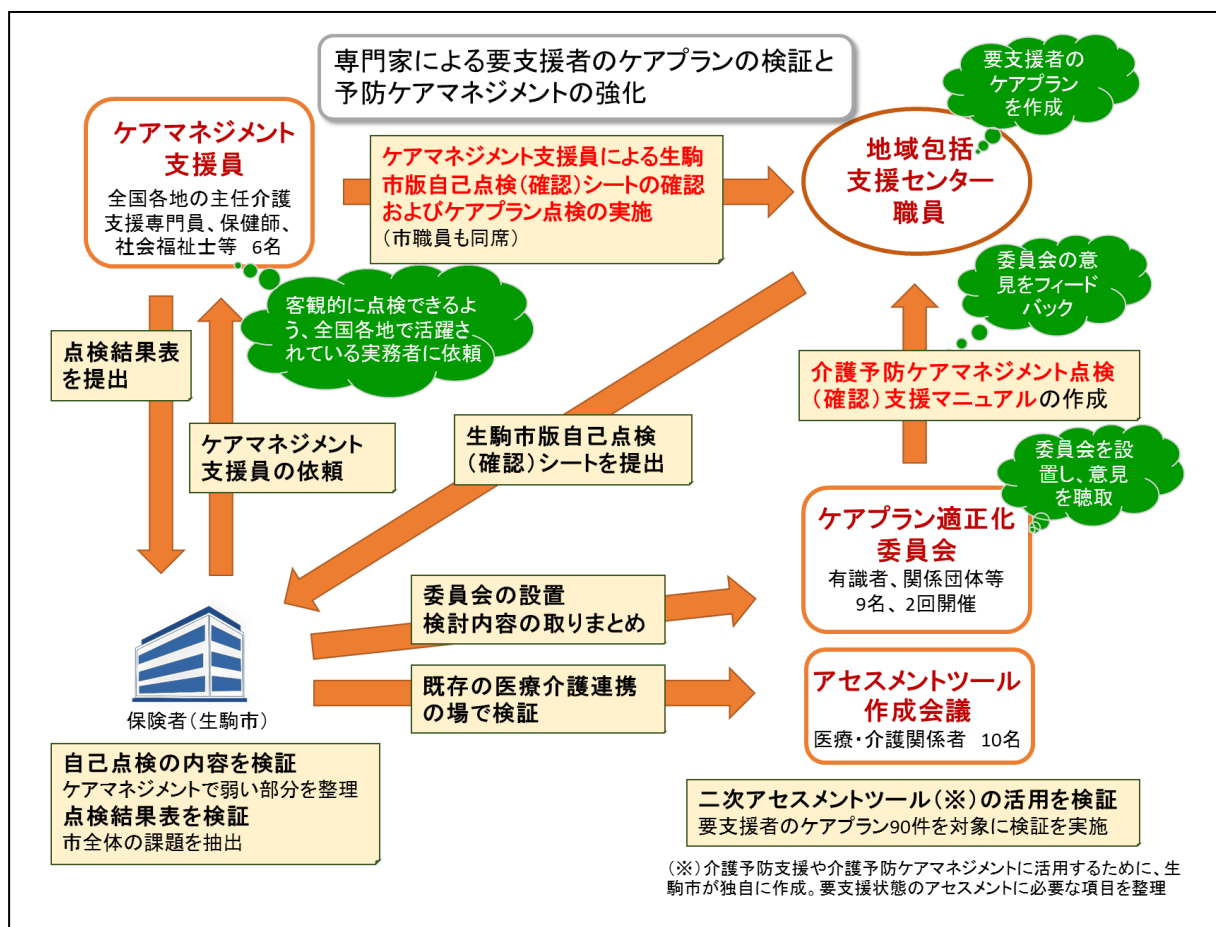 専門家による要支援者のケアプランの検証と
予防ケアマネジメントの強化
要支援者の
ケアプラン
を作成
ケアマネジメント
支援員
全国各地の主任介護
支援専門員、保健師、
社会福祉士等 6名
ケアマネジメント支援員による生駒
市版自己点検(確認)シートの確認
およびケアプラン点検の実施
(市職員も同席)
地域包括
支援センター
職員
客観的に点検できるよ
う、全国各地で活躍さ
れている実務者に依頼
委員会の意
見をフィード
バック
点検結果表
を提出
介護予防ケアマネジメント点検
(確認)支援マニュアルの作成
ケアマネジメント
支援員の依頼
生駒市版自己点検
(確認)シートを提出
委員会を設
置し、意見
を聴取
ケアプラン適正化
委員会
有識者、関係団体等
9名、2回開催
委員会の設置
検討内容の取りまとめ
既存の医療介護連携
の場で検証
アセスメントツール
作成会議
医療・介護関係者 10名
保険者(生駒市)
自己点検の内容を検証
ケアマネジメントで弱い部分を整理
点検結果表を検証
市全体の課題を抽出
二次アセスメントツール(※)の活用を検証
要支援者のケアプラン90件を対象に検証を実施
(※)介護予防支援や介護予防ケアマネジメントに活用するために、生
駒市が独自に作成。要支援状態のアセスメントに必要な項目を整理